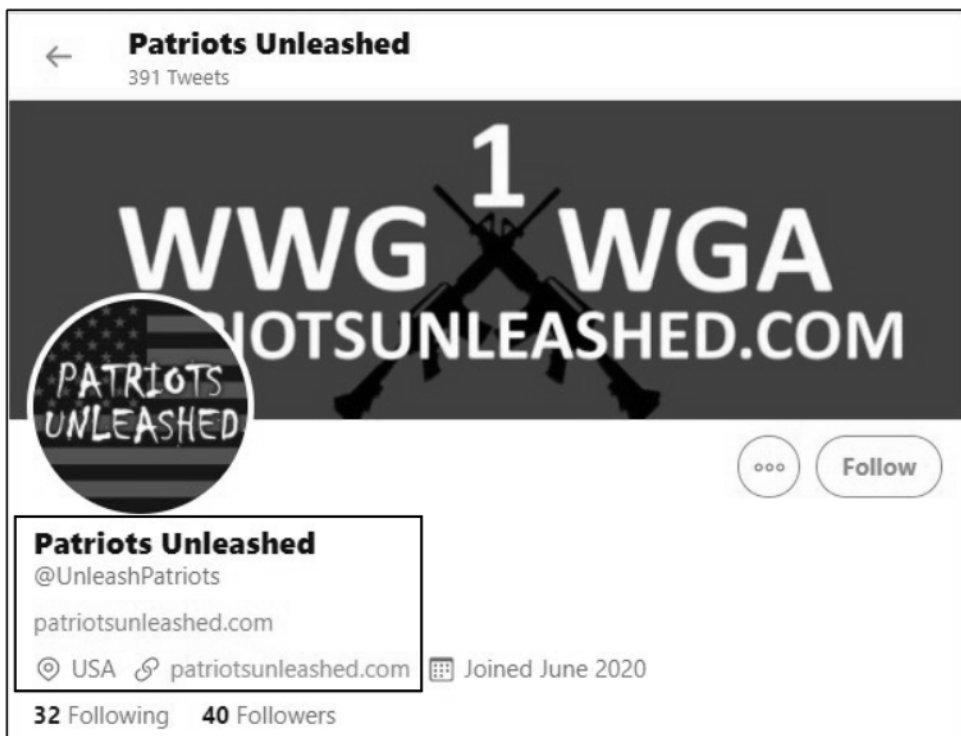 Patriots Unleashed
391 Tweets
1
WWG WGA
RIOTSUNLEASHED.COM
PATRIOTS
UNLEASHED
Follow
Patriots Unleashed
@UnleashPatriots
patriotsunleashed.com
USA patriotsunleashed.com Joined June 2020
32 Following 40 Followers